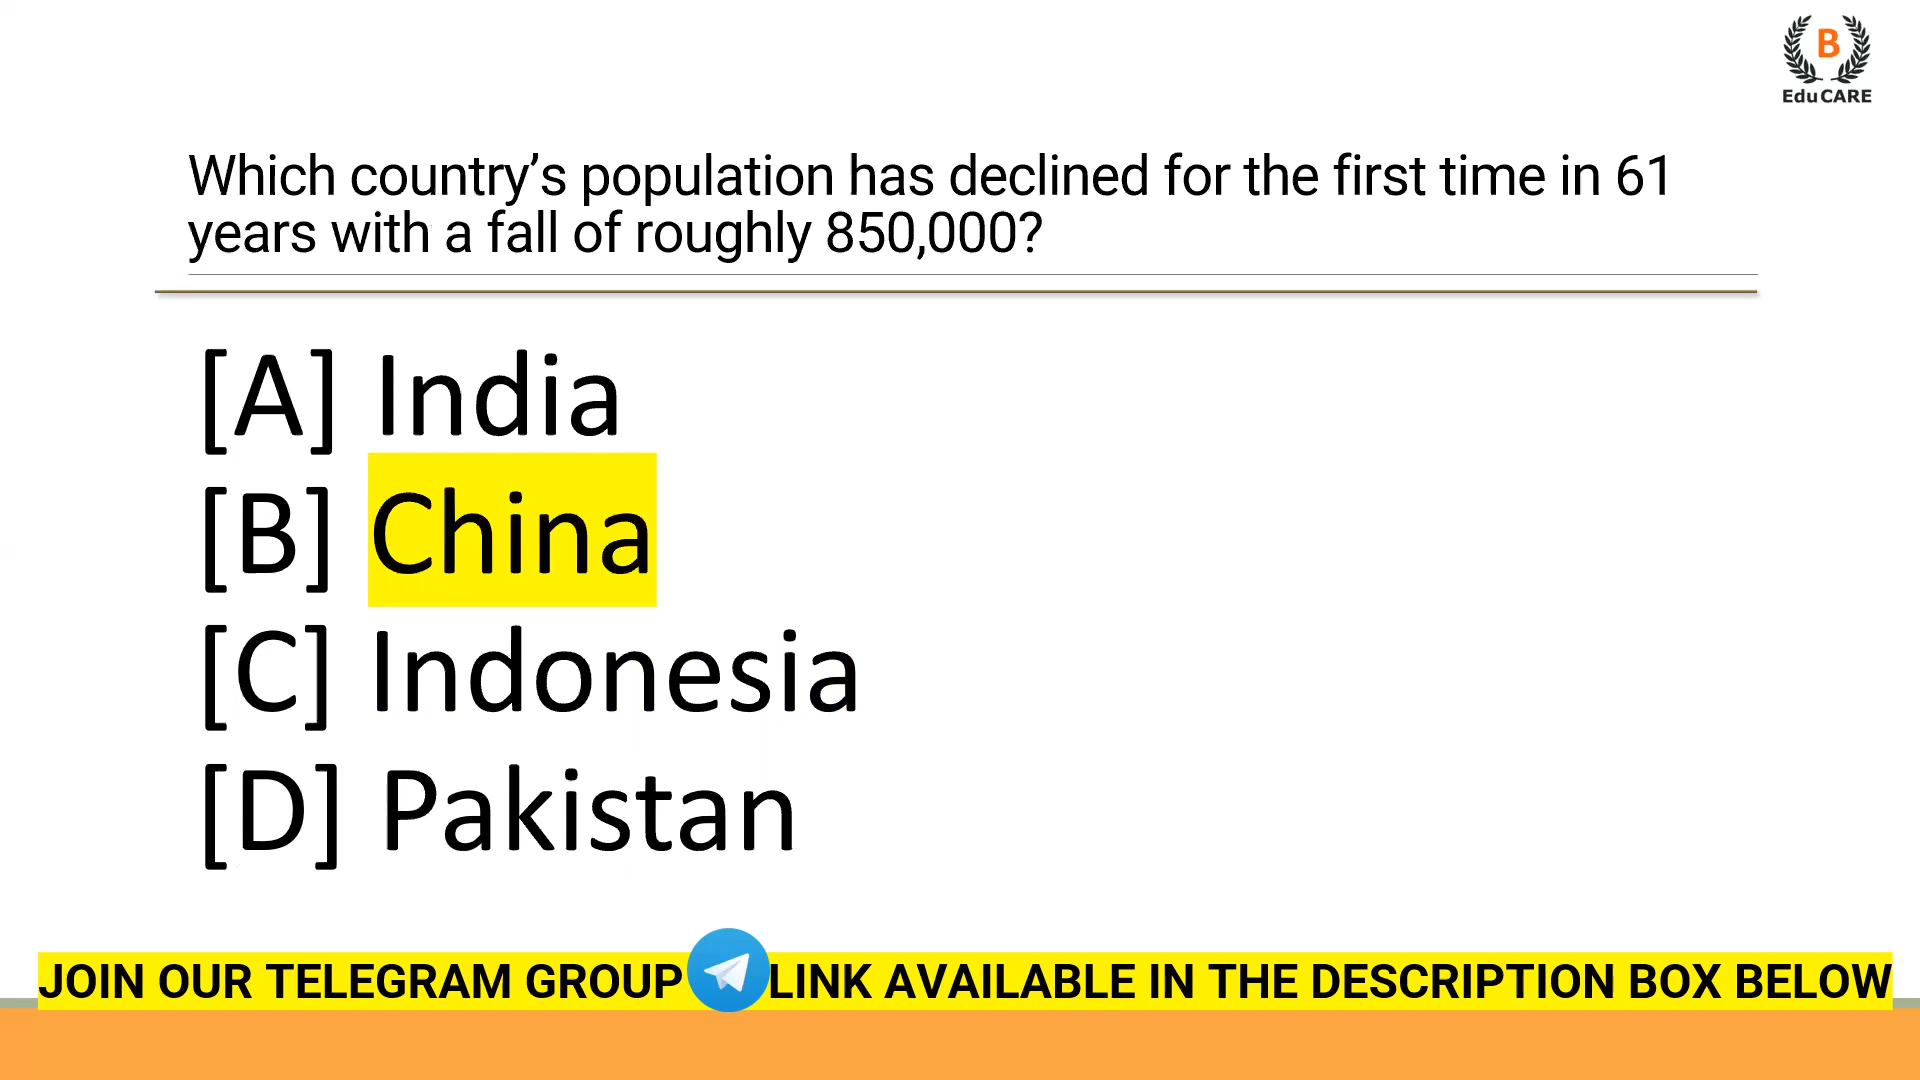 B
EduCARE
Which country’s population has declined for the first time in 61
years with a fall of roughly 850,000?
[A] India
[B] China
[C] Indonesia
[D] Pakistan
JOIN OUR TELEGRAM GROUP LINK AVAILABLE IN THE DESCRIPTION BOX BELOW